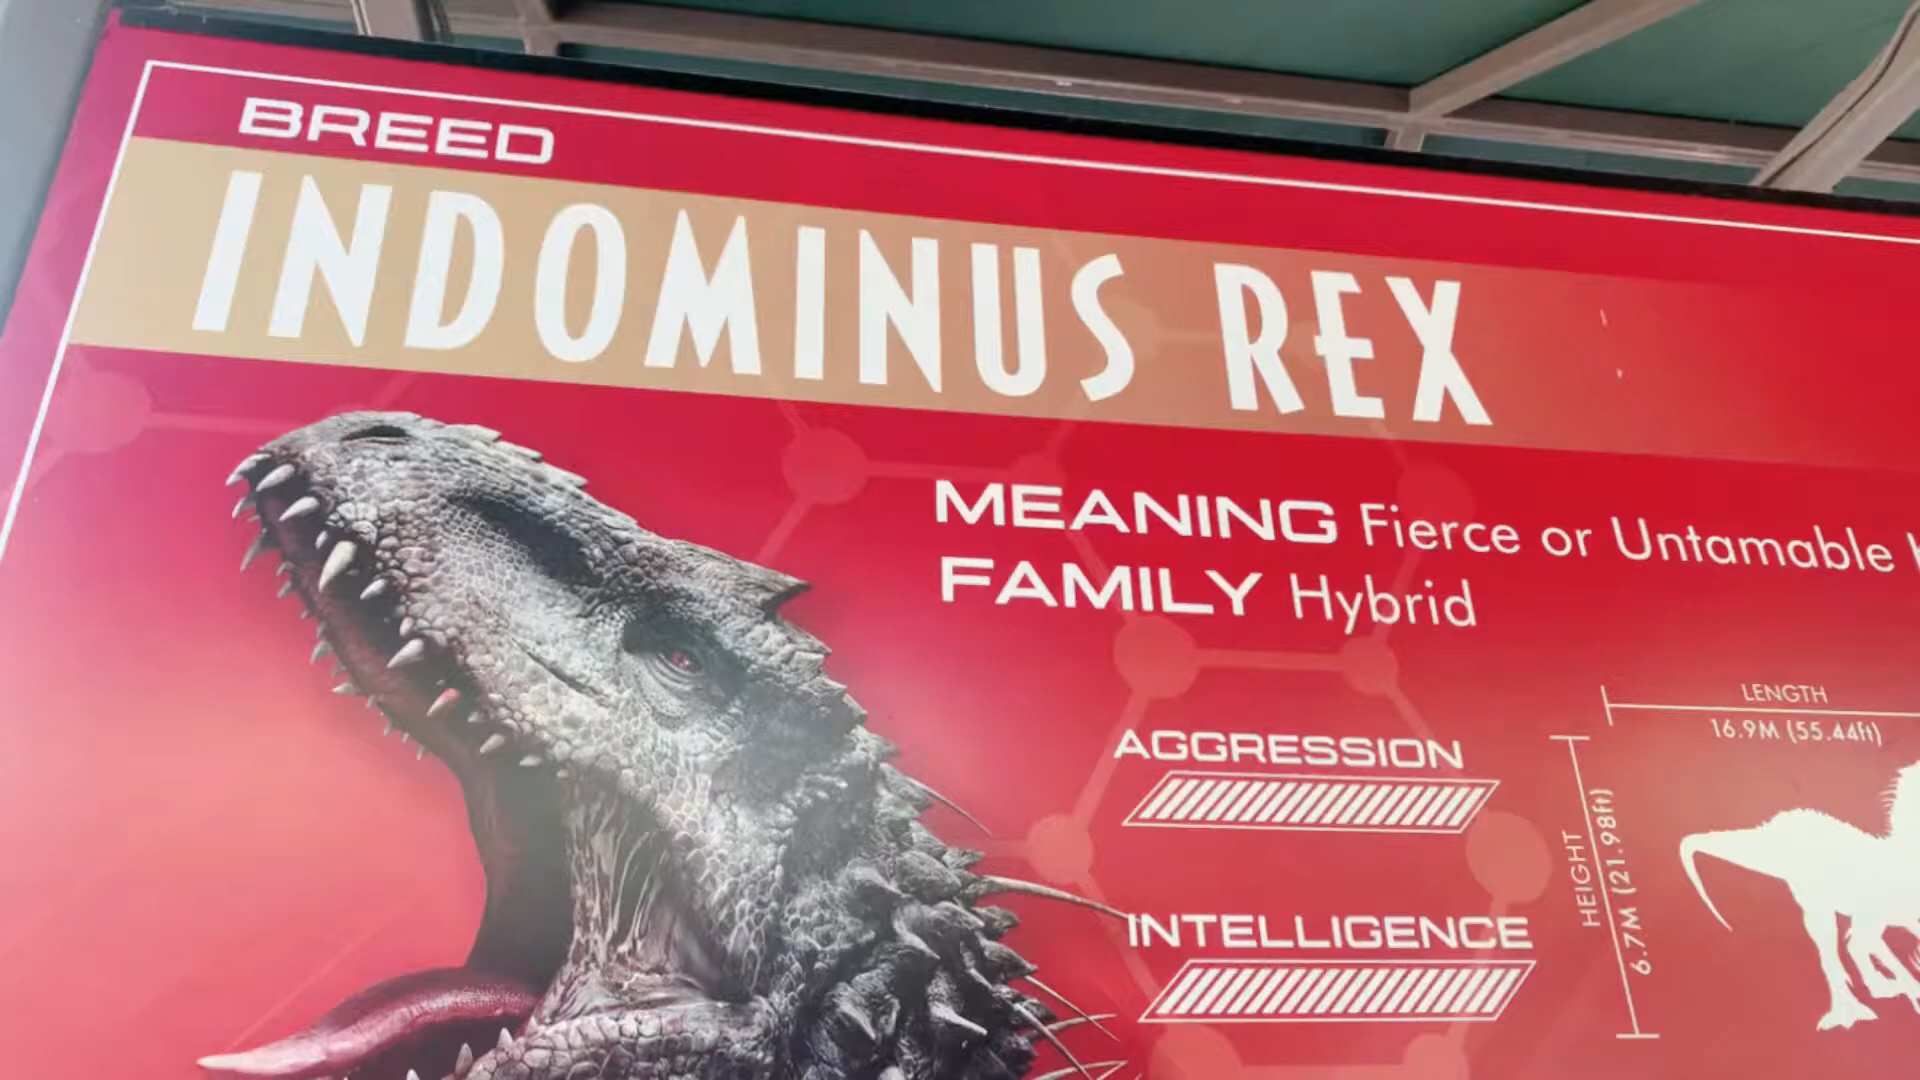 BREED
INDOMINUS REX
MEANING Fierce or Untamable
FAMILY Hybrid
AGGRESSION
INTELLIGENCE
LENGTH
16.9M (55.44ft)
HEIGHT
6.7M (21.98ft)